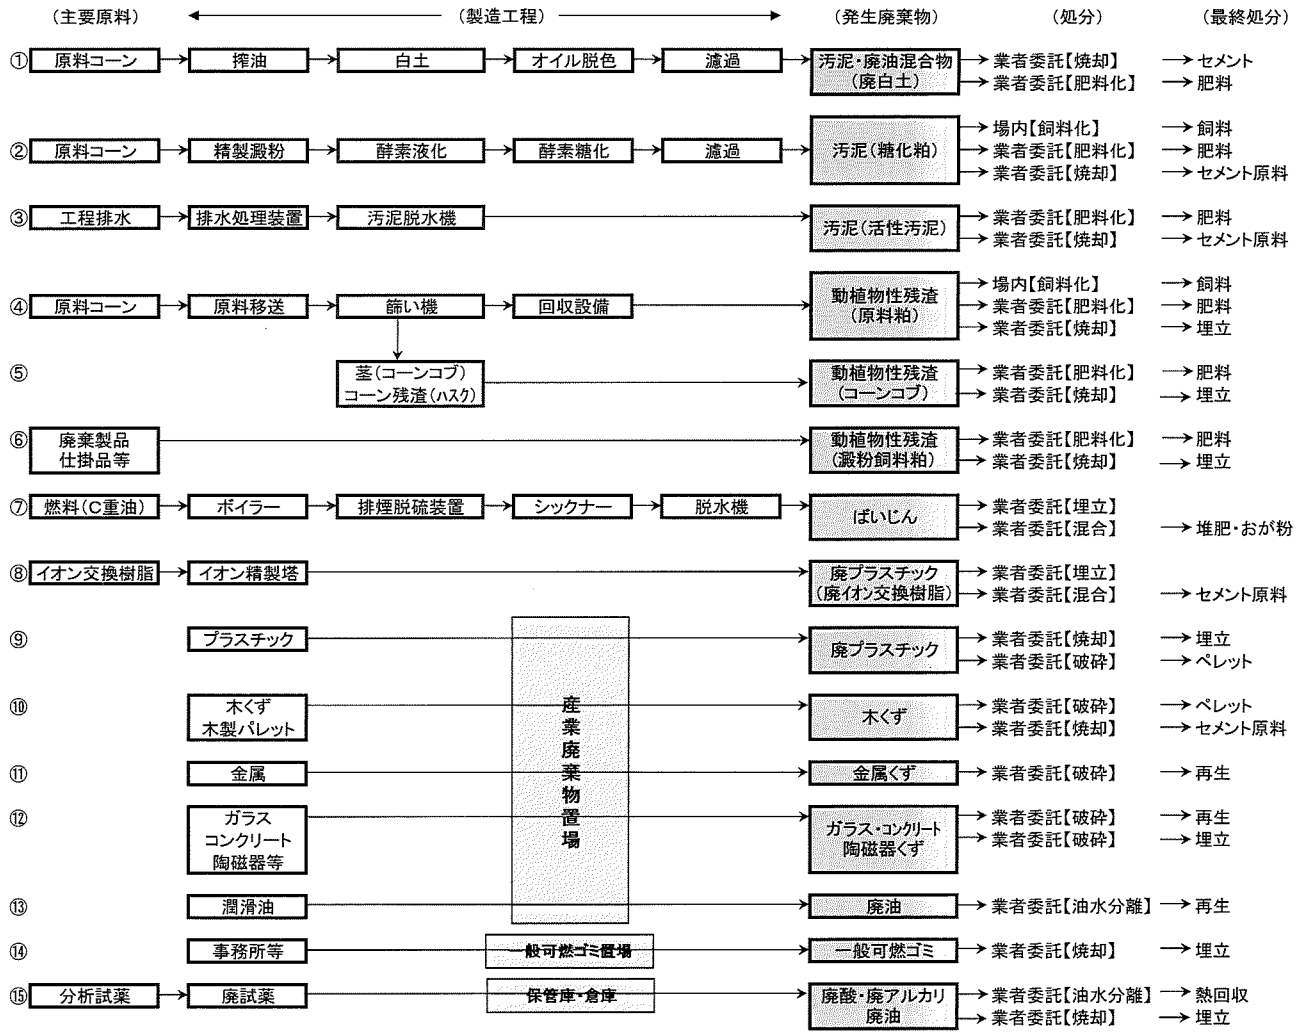 (主要原料) (製造工程) (発生廃棄物) (処分) (最終処分)
① 原料コーン 搾油 白土 オイル脱色 濾過 汚泥・廃油混合物 業者委託【焼却】 セメント
(廃白土) 業者委託【肥料化】 肥料
場内【飼料化】 飼料
② 原料コーン 精製澱粉 酵素液化 酵素糖化 濾過 汚泥(糖化粕) 業者委託【肥料化】 肥料
業者委託【焼却】 セメント原料
③ 工程排水 排水処理装置 汚泥脱水機 汚泥(活性汚泥) 業者委託【肥料化】 肥料
業者委託【焼却】 セメント原料
場内【飼料化】 飼料
④ 原料コーン 原料移送 篩い機 回収設備 動植物性残渣 業者委託【肥料化】 肥料
(原料粕) 業者委託【焼却】 埋立
⑤ 茎(コーンコブ) 動植物性残渣 業者委託【肥料化】 肥料
コーン残渣(ハスク) (コーンコブ) 業者委託【焼却】 埋立
⑥ 廃棄製品 動植物性残渣 業者委託【肥料化】 肥料
仕掛品等 (澱粉飼料粕) 業者委託【焼却】 埋立
⑦ 燃料(C重油) ボイラー 排煙脱硫装置 シックナー 脱水機 ばいじん 業者委託【埋立】
業者委託【混合】 堆肥・おが粉
⑧ イオン交換樹脂 イオン精製塔 廃プラスチック 業者委託【埋立】
(廃イオン交換樹脂) 業者委託【混合】 セメント原料
⑨ プラスチック 廃プラスチック 業者委託【焼却】 埋立
業者委託【破砕】 ペレット
産業廃棄物置場
⑩ 木くず 木くず 業者委託【破砕】 ペレット
木製パレット 業者委託【焼却】 セメント原料
⑪ 金属 金属くず 業者委託【破砕】 再生
⑫ ガラス ガラス・コンクリート 業者委託【破砕】 再生
コンクリート 陶磁器くず 業者委託【破砕】 埋立
陶磁器等
⑬ 潤滑油 廃油 業者委託【油水分離】 再生
⑭ 事務所等 一般可燃ゴミ置場 一般可燃ゴミ 業者委託【焼却】 埋立
⑮ 分析試薬 廃試薬 保管庫・倉庫 廃酸・廃アルカリ 業者委託【油水分離】 熱回収
廃油 業者委託【焼却】 埋立